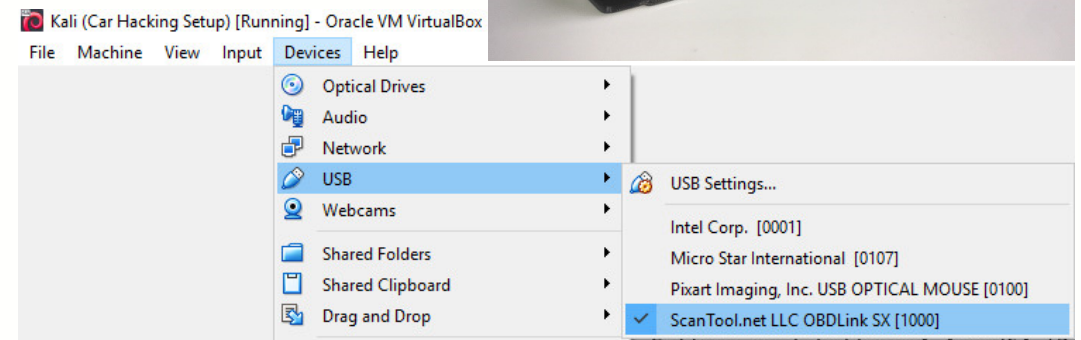 Kali (Car Hacking Setup) [Running] - Oracle VM VirtualBox
File Machine View Input Devices Help
Optical Drives
Audio
Network
USB
Webcams
Shared Folders
Shared Clipboard
Drag and Drop
USB Settings...
Intel Corp. [0001]
Micro Star International [0107]
Pixart Imaging, Inc. USB OPTICAL MOUSE [0100]
ScanTool.net LLC OBDLink SX [1000]